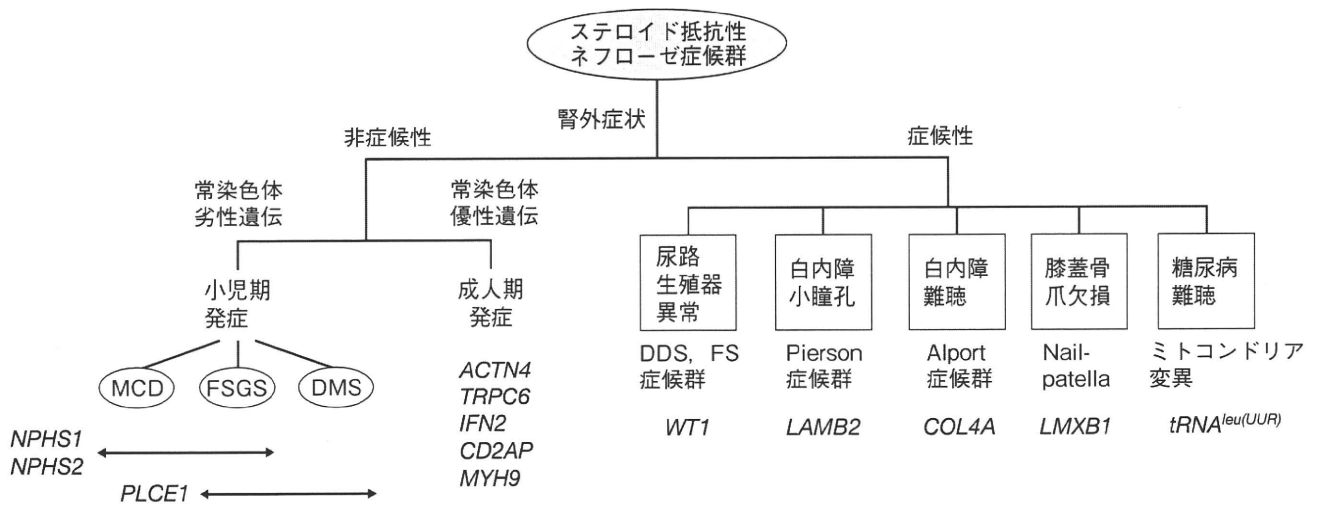 ステロイド抵抗性
ネフローゼ症候群
腎外症状
非症候性
症候性
常染色体
劣性遺伝
常染色体
優性遺伝
小児期
発症
成人期
発症
MCD
FSGS
DMS
NPHS1
NPHS2
PLCE1
ACTN4
TRPC6
IFN2
CD2AP
MYH9
尿路
生殖器
異常
DDS, FS
症候群
WT1
白内障
小瞳孔
Pierson
症候群
LAMB2
白内障
難聴
Alport
症候群
COL4A
膝蓋骨
爪欠損
Nail-
patella
LMXB1
糖尿病
難聴
ミトコンドリア
変異
tRNAleu(UUR)